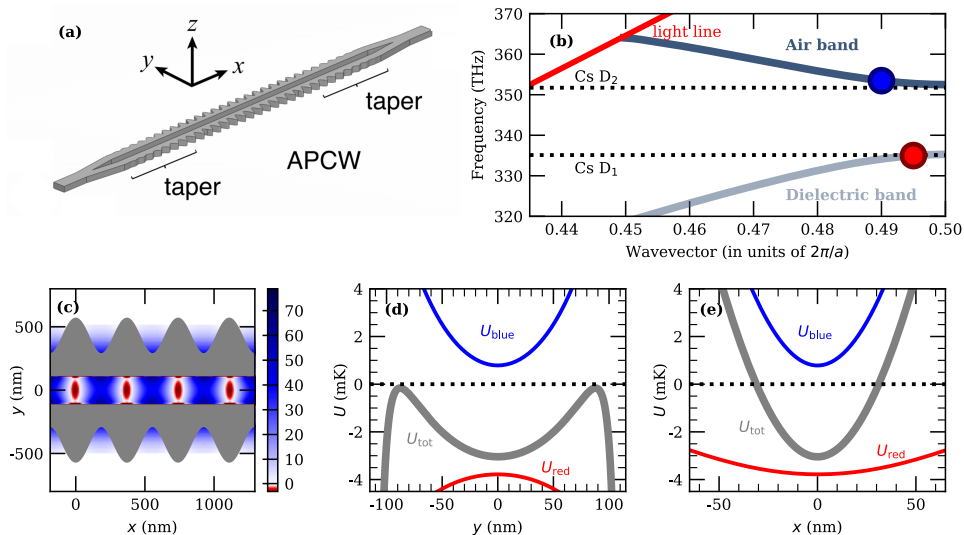 (a)
z
y
x
taper
taper
APCW
(b)
light line
Air band
Cs D2
Cs D1
Dielectric band
370
360
350
340
330
320
Frequency (THz)
0.44 0.45 0.46 0.47 0.48 0.49 0.50
Wavevector (in units of 2π/a)
(c)
500
0
-500
y (nm)
0 500 1000
x (nm)
70
60
50
40
30
20
10
0
(d)
Ublue
Utot
Ured
4
2
0
−2
−4
U (mK)
-100 -50 0 50 100
y (nm)
(e)
Ublue
Utot
Ured
4
2
0
−2
−4
U (mK)
-50 0 50
x (nm)